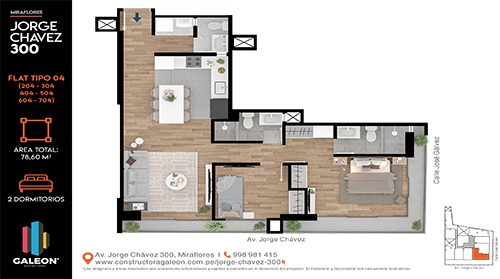 MIRAFLORES
JORGE
CHAVEZ
300
FLAT TIPO 04
(204 - 304
404 - 504
604 - 704)
ÁREA TOTAL:
78,60 M²
2 DORMITORIOS
GALEON
Calle José Gálvez
Av. Jorge Chávez
Av. Jorge Chávez 300, Miraflores | 998 981 415
www.constructoragaleon.com.pe/jorge-chavez-300